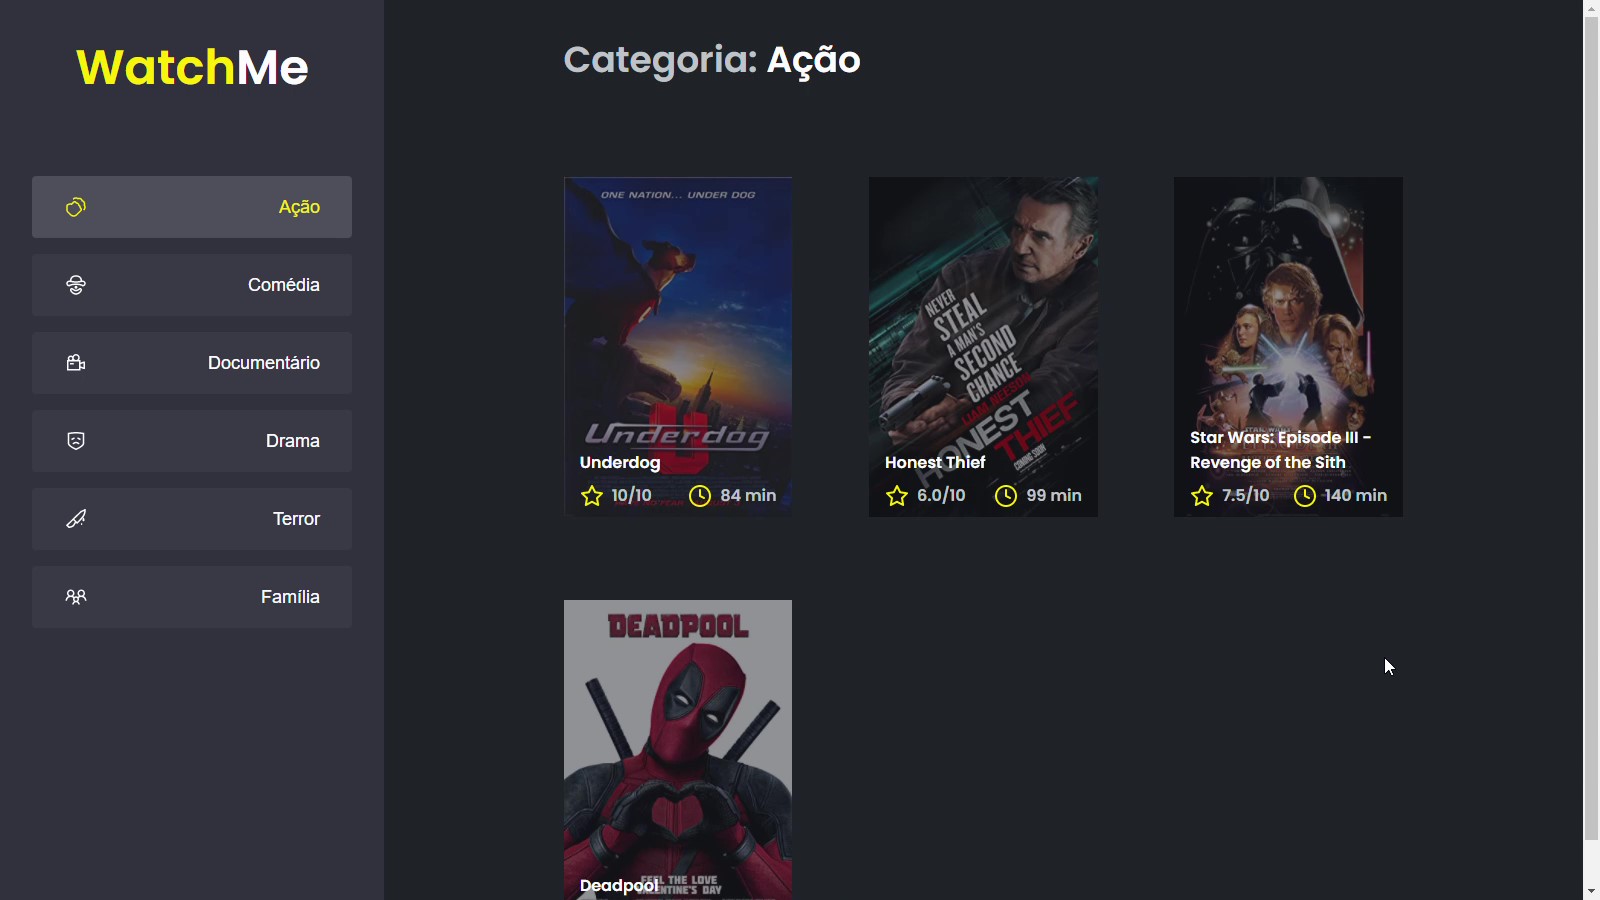 WatchMe
Ação
Comédia
Documentário
Drama
Terror
Família
Categoria: Ação
ONE NATION... UNDER DOG
Underdog
Underdog
10/10 84 min
NEVER
STEAL
A MAN'S
SECOND
CHANCE
LIAM NEESON
HONEST
THIEF
COMING SOON
Honest Thief
6.0/10 99 min
STAR WARS
Star Wars: Episode III -
Revenge of the Sith
7.5/10 140 min
DEADPOOL
FEEL THE LOVE
VALENTINE'S DAY
Deadpool